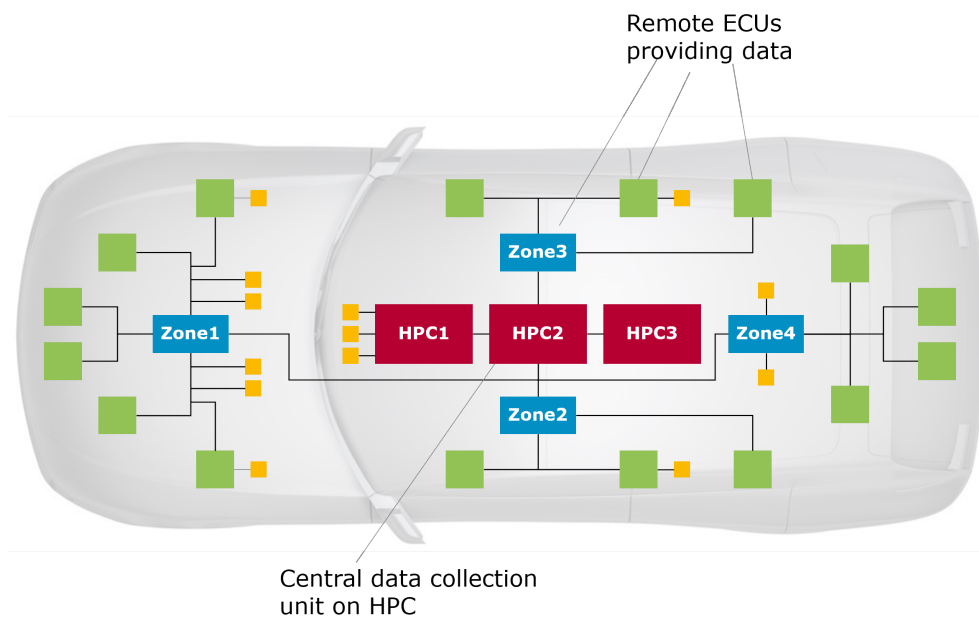 Remote ECUs
providing data
Zone3
HPC1
HPC2
HPC3
Zone1
Zone4
Zone2
Central data collection
unit on HPC